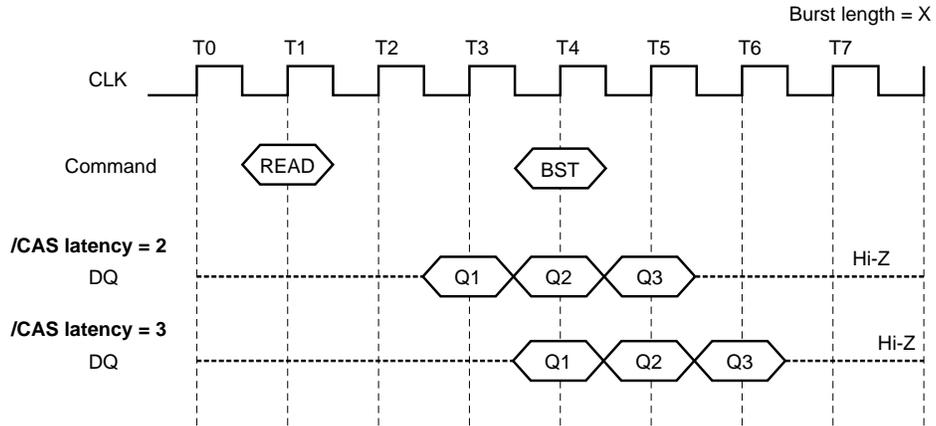 Burst length = X
T0 T1 T2 T3 T4 T5 T6 T7
CLK
Command READ BST
/CAS latency = 2
DQ Q1 Q2 Q3 Hi-Z
/CAS latency = 3
DQ Q1 Q2 Q3 Hi-Z